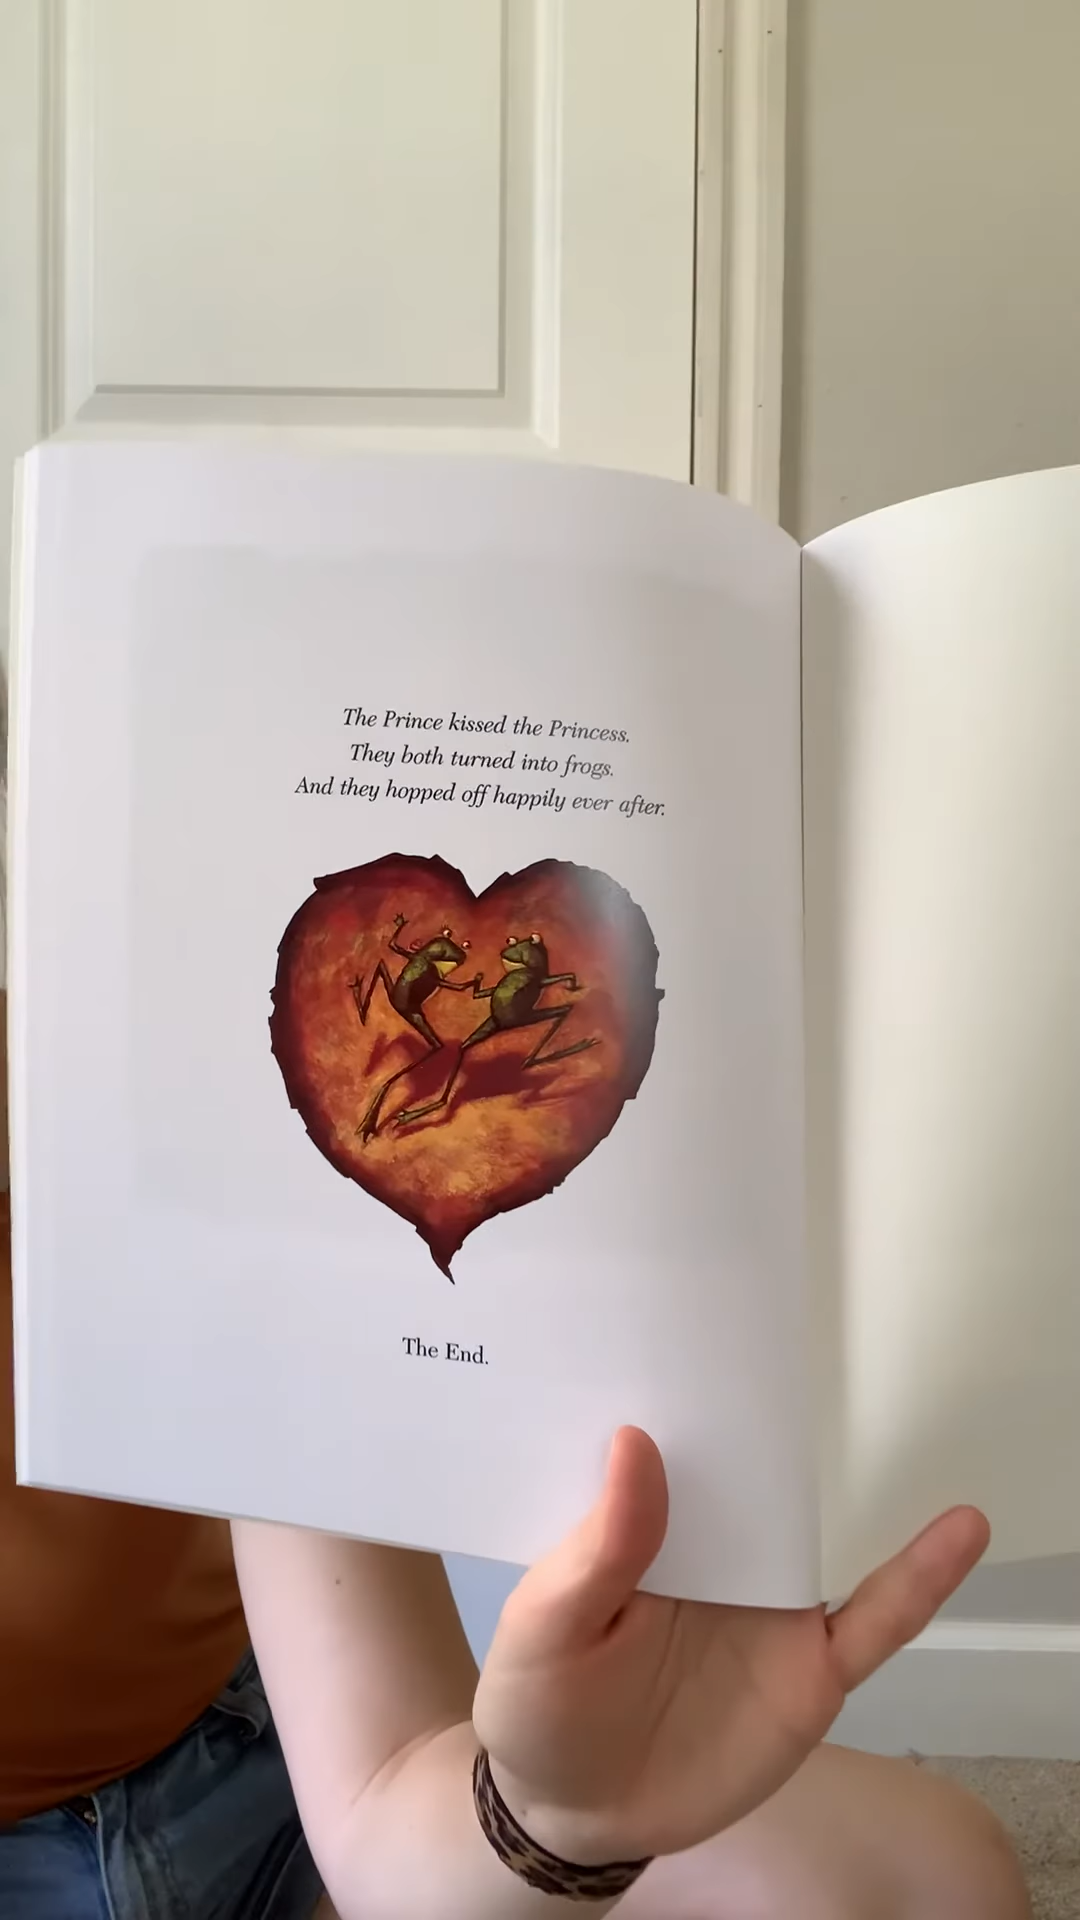 The Prince kissed the Princess.
They both turned into frogs.
And they hopped off happily ever after.
The End.